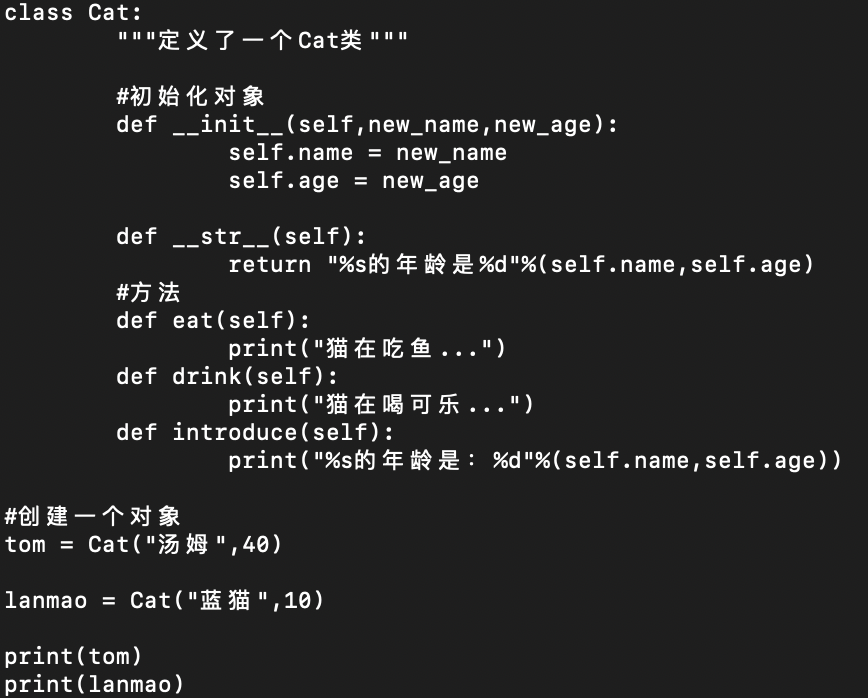 class Cat:
        """定义了一个Cat类"""

        #初始化对象
        def __init__(self,new_name,new_age):
                self.name = new_name
                self.age = new_age

        def __str__(self):
                return "%s的年龄是%d"%(self.name,self.age)
        #方法
        def eat(self):
                print("猫在吃鱼...")
        def drink(self):
                print("猫在喝可乐...")
        def introduce(self):
                print("%s的年龄是：%d"%(self.name,self.age))

#创建一个对象
tom = Cat("汤姆",40)

lanmao = Cat("蓝猫",10)

print(tom)
print(lanmao)